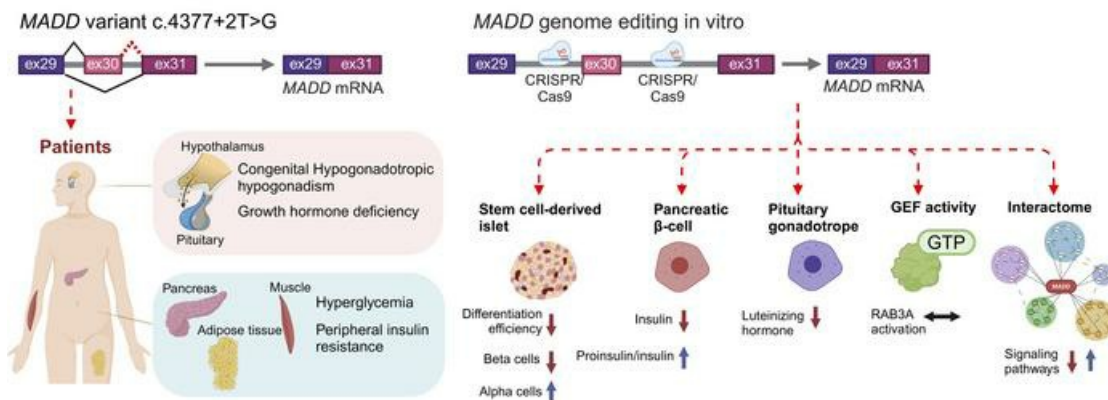 MADD variant c.4377+2T>G
ex29 ex30 ex31 ex29 ex31
MADD mRNA
Patients
Hypothalamus
Congenital Hypogonadotropic
hypogonadism
Growth hormone deficiency
Pituitary
Pancreas
Muscle
Adipose tissue
Hyperglycemia
Peripheral insulin
resistance
MADD genome editing in vitro
ex29 ex30 ex31 ex29 ex31
CRISPR/
Cas9
CRISPR/
Cas9
MADD mRNA
Stem cell-derived
islet
Differentiation
efficiency
Beta cells
Alpha cells
Pancreatic
β-cell
Insulin
Proinsulin/insulin
Pituitary
gonadotrope
Luteinizing
hormone
GEF activity
GTP
RAB3A
activation
Interactome
MADD
Signaling
pathways